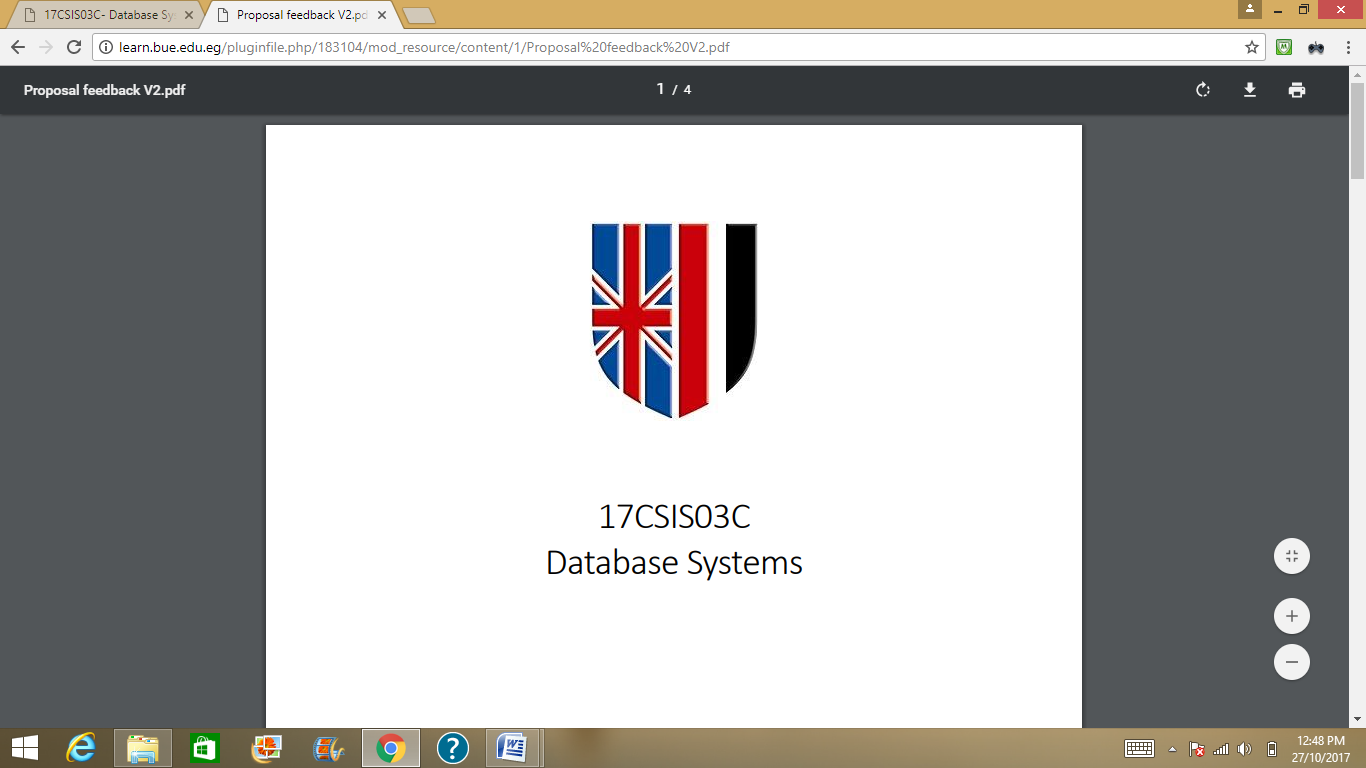 17CSIS03C- Database Sy
Proposal feedback V2.pd
learn.bue.edu.eg/pluginfile.php/183104/mod_resource/content/1/Proposal%20feedback%20V2.pdf
Proposal feedback V2.pdf
1 / 4
17CSIS03C
Database Systems
12:48 PM
27/10/2017